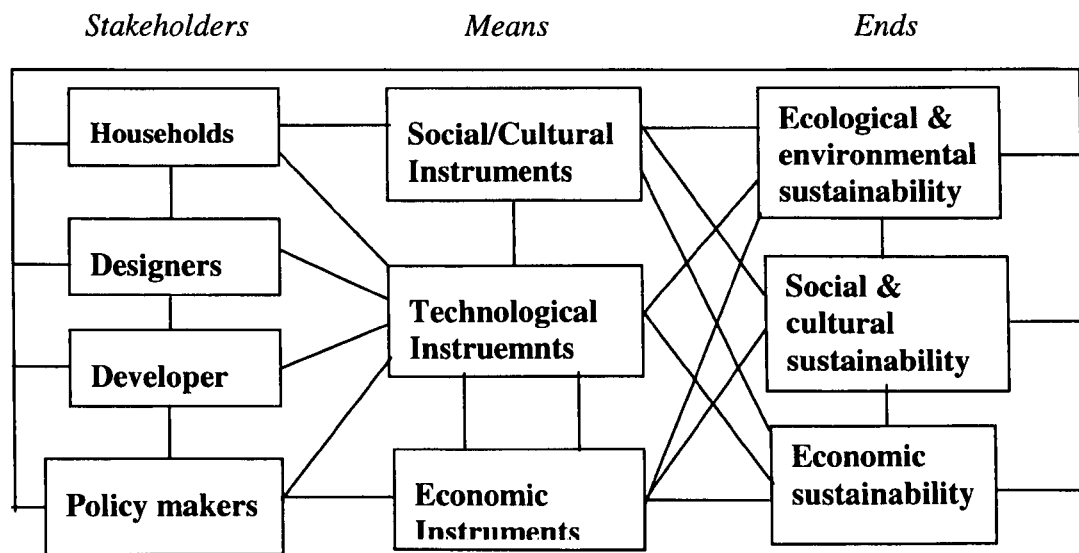 Stakeholders
Means
Ends
Households
Designers
Developer
Policy makers
Social/Cultural
Instruments
Technological
Instruemnts
Economic
Instruments
Ecological &
environmental
sustainability
Social &
cultural
sustainability
Economic
sustainability